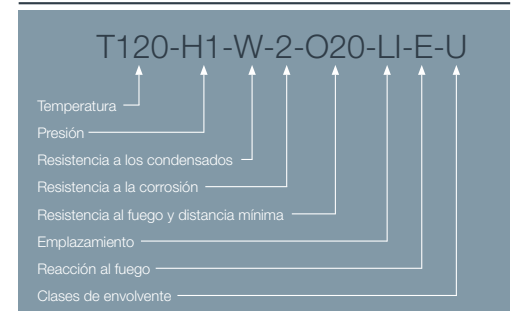 T120-H1-W-2-O20-LI-E-U
Temperatura
Presión
Resistencia a los condensados
Resistencia a la corrosión
Resistencia al fuego y distancia mínima
Emplazamiento
Reacción al fuego
Clases de envolvente